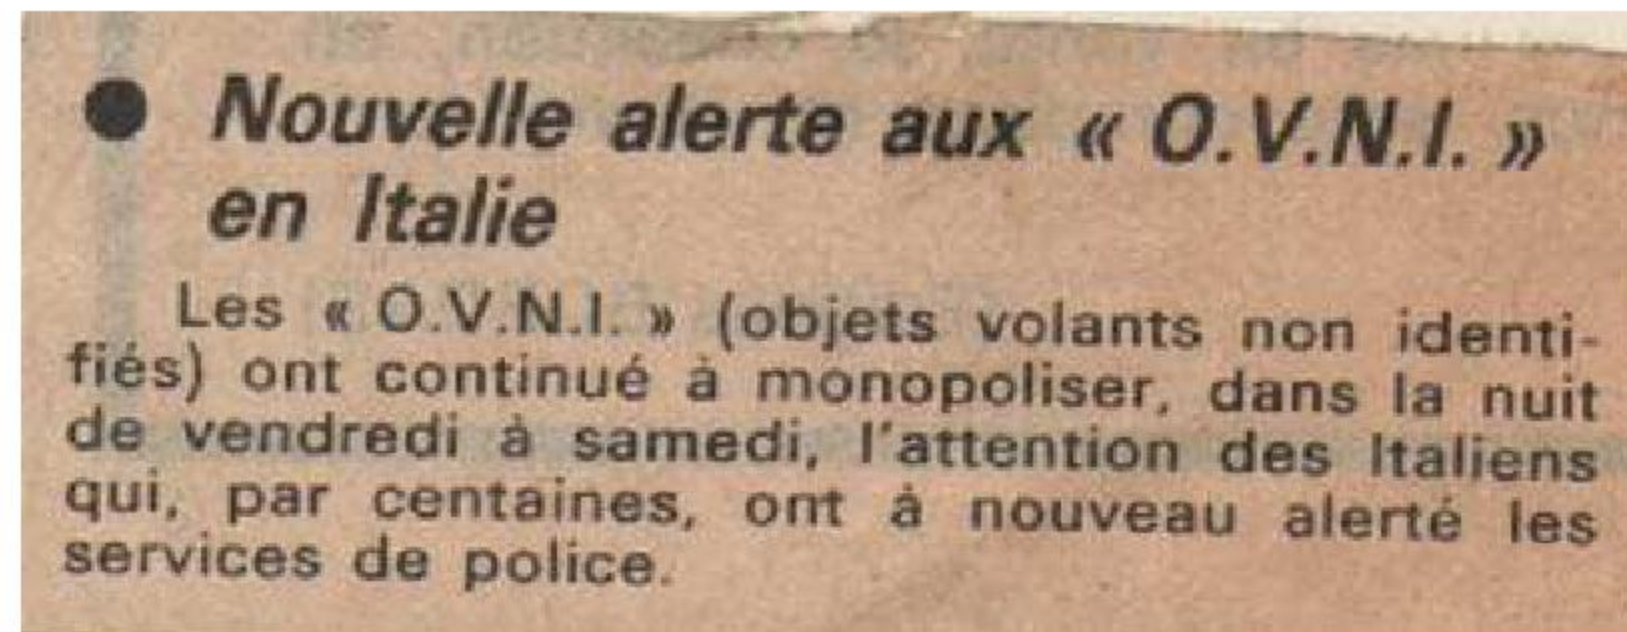 ● Nouvelle alerte aux « O.V.N.I. »
en Italie
Les « O.V.N.I. » (objets volants non identi-
fiés) ont continué à monopoliser, dans la nuit
de vendredi à samedi, l'attention des Italiens
qui, par centaines, ont à nouveau alerté les
services de police.